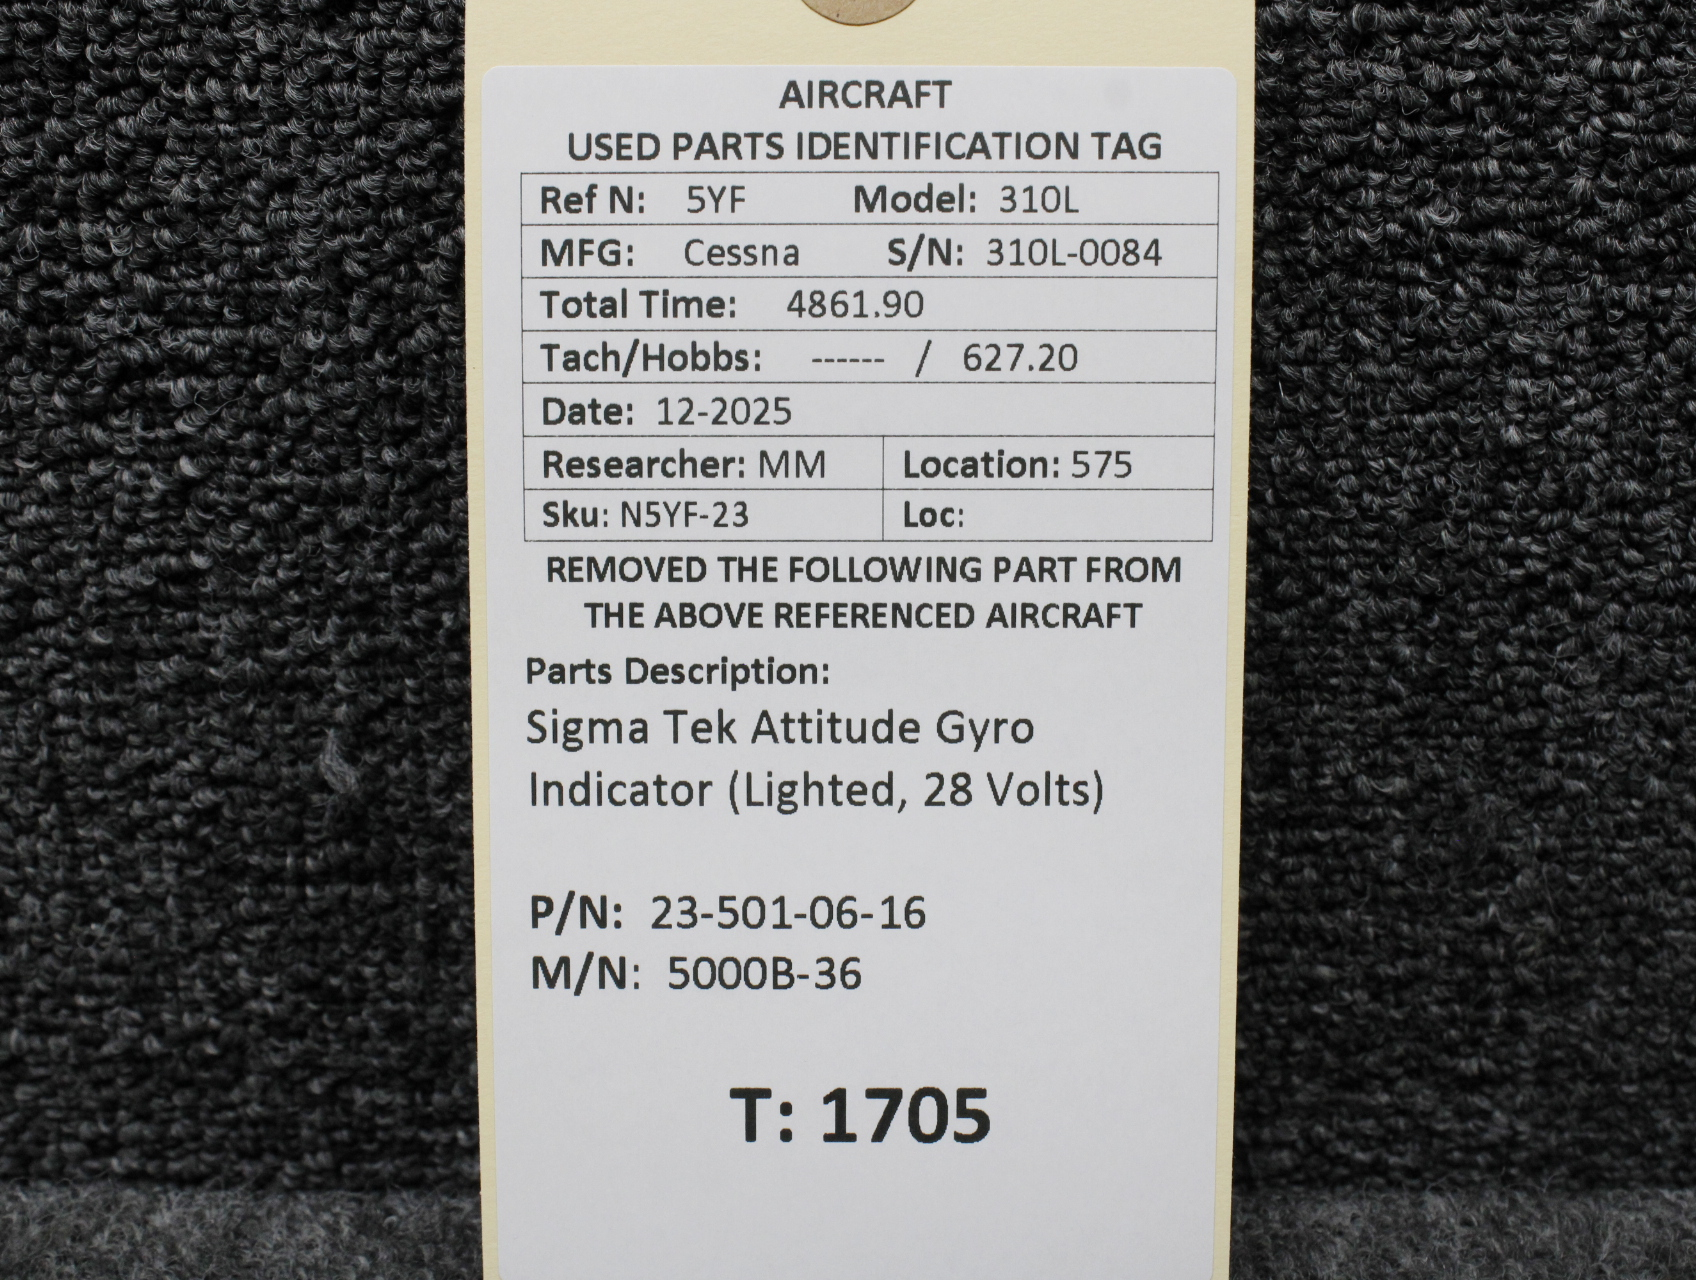 AIRCRAFT
USED PARTS IDENTIFICATION TAG
Ref N: 5YF Model: 310L
MFG: Cessna S/N: 310L-0084
Total Time: 4861.90
Tach/Hobbs: ------ / 627.20
Date: 12-2025
Researcher: MM Location: 575
Sku: N5YF-23 Loc:
REMOVED THE FOLLOWING PART FROM
THE ABOVE REFERENCED AIRCRAFT
Parts Description:
Sigma Tek Attitude Gyro
Indicator (Lighted, 28 Volts)
P/N: 23-501-06-16
M/N: 5000B-36
T: 1705